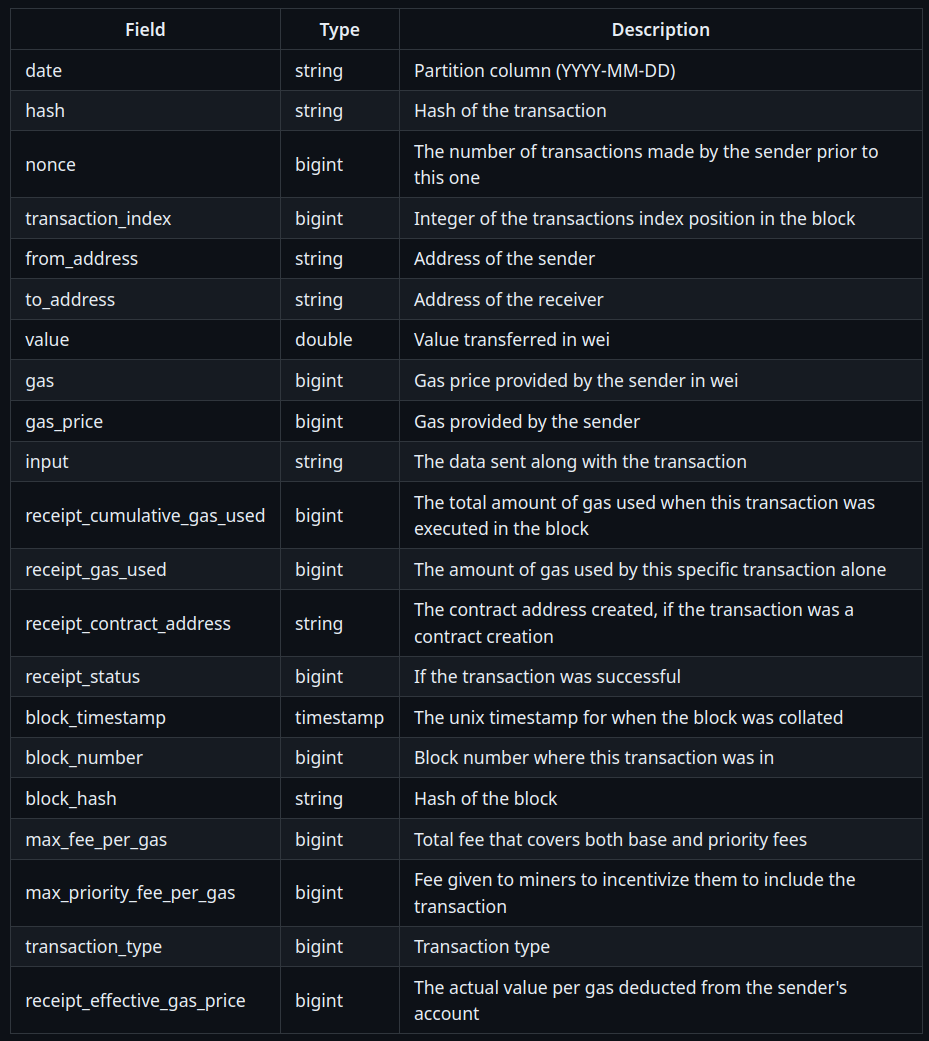 Field Type Description
date string Partition column (YYYY-MM-DD)
hash string Hash of the transaction
nonce bigint The number of transactions made by the sender prior to
this one
transaction_index bigint Integer of the transactions index position in the block
from_address string Address of the sender
to_address string Address of the receiver
value double Value transferred in wei
gas bigint Gas price provided by the sender in wei
gas_price bigint Gas provided by the sender
input string The data sent along with the transaction
receipt_cumulative_gas_used bigint The total amount of gas used when this transaction was
executed in the block
receipt_gas_used bigint The amount of gas used by this specific transaction alone
receipt_contract_address string The contract address created, if the transaction was a
contract creation
receipt_status bigint If the transaction was successful
block_timestamp timestamp The unix timestamp for when the block was collated
block_number bigint Block number where this transaction was in
block_hash string Hash of the block
max_fee_per_gas bigint Total fee that covers both base and priority fees
max_priority_fee_per_gas bigint Fee given to miners to incentivize them to include the
transaction
transaction_type bigint Transaction type
receipt_effective_gas_price bigint The actual value per gas deducted from the sender's
account